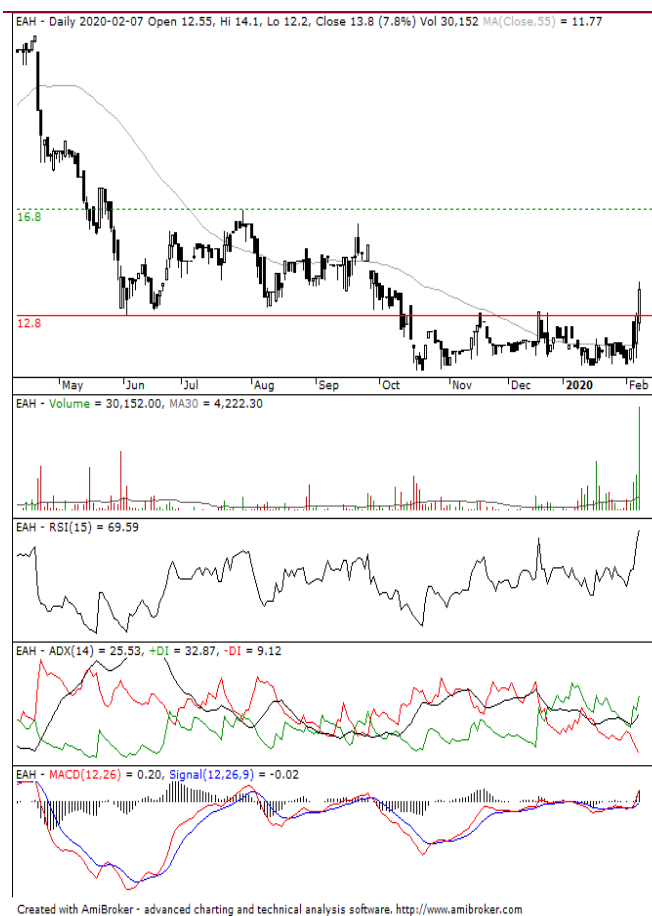 EAH - Daily 2020-02-07 Open 12.55, Hi 14.1, Lo 12.2, Close 13.8 (7.8%) Vol 30,152 MA(Close,55) = 11.77
16.8
12.8
May Jun Jul Aug Sep Oct Nov Dec 2020 Feb
EAH - Volume = 30,152.00, MA30 = 4,222.30
EAH - RSI(15) = 69.59
EAH - ADX(14) = 25.53, +DI = 32.87, -DI = 9.12
EAH - MACD(12,26) = 0.20, Signal(12,26,9) = -0.02
Created with AmiBroker - advanced charting and technical analysis software. http://www.amibroker.com